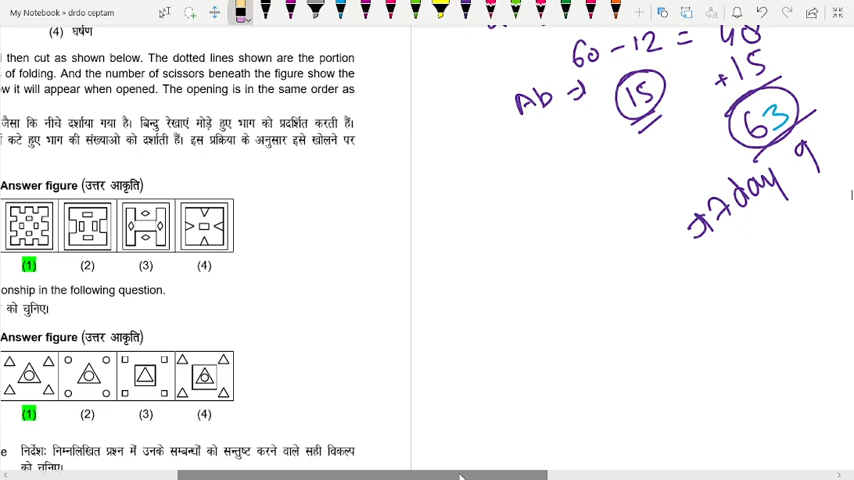 My Notebook » drdo ceptam
(4) घर्षण
then cut as shown below. The dotted lines shown are the portion
of folding. And the number of scissors beneath the figure show the
w it will appear when opened. The opening is in the same order as
जैसा कि नीचे दर्शाया गया है। बिन्दु रेखाएं मोड़े हुए भाग को प्रदर्शित करती हैं।
कटे हुए भाग की संख्याओ को दर्शाती हैं। इस प्रक्रिया के अनुसार इसे खोलने पर
Answer figure (उत्तर आकृति)
(1) (2) (3) (4)
onship in the following question.
को चुनिए।
Answer figure (उत्तर आकृति)
(1) (2) (3) (4)
e निर्देश: निम्नलिखित प्रश्न में उनके सम्बन्धों को सन्तुष्ट करने वाले सही विकल्प
को चुनिए।
60 - 12 = 48
+15
Ab → 15
63
→ 7 day 9